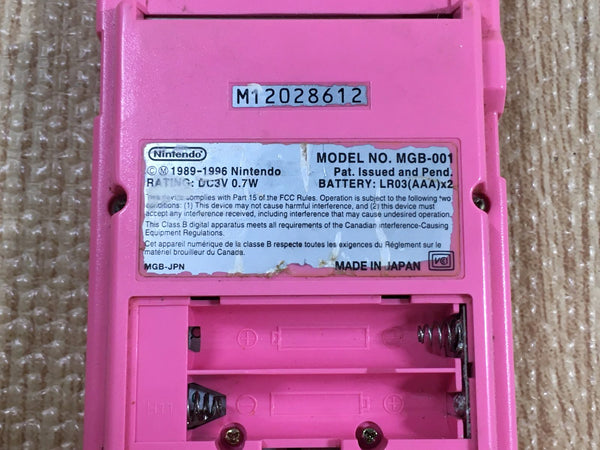 M12028612
Nintendo
MODEL NO. MGB-001
© Ⓜ 1989-1996 Nintendo
Pat. Issued and Pend.
RATING: DC3V 0.7W
BATTERY: LR03(AAA)x2
This device complies with Part 15 of the FCC Rules. Operation is subject to the following two
conditions: (1) This device may not cause harmful interference, and (2) this device must
accept any interference received, including interference that may cause undesired operation.
This Class B digital apparatus meets all requirements of the Canadian Interference-Causing
Equipment Regulations.
Cet appareil numérique de la classe B respecte toutes les exigences du Règlement sur le
matériel brouilleur du Canada.
MGB-JPN
MADE IN JAPAN